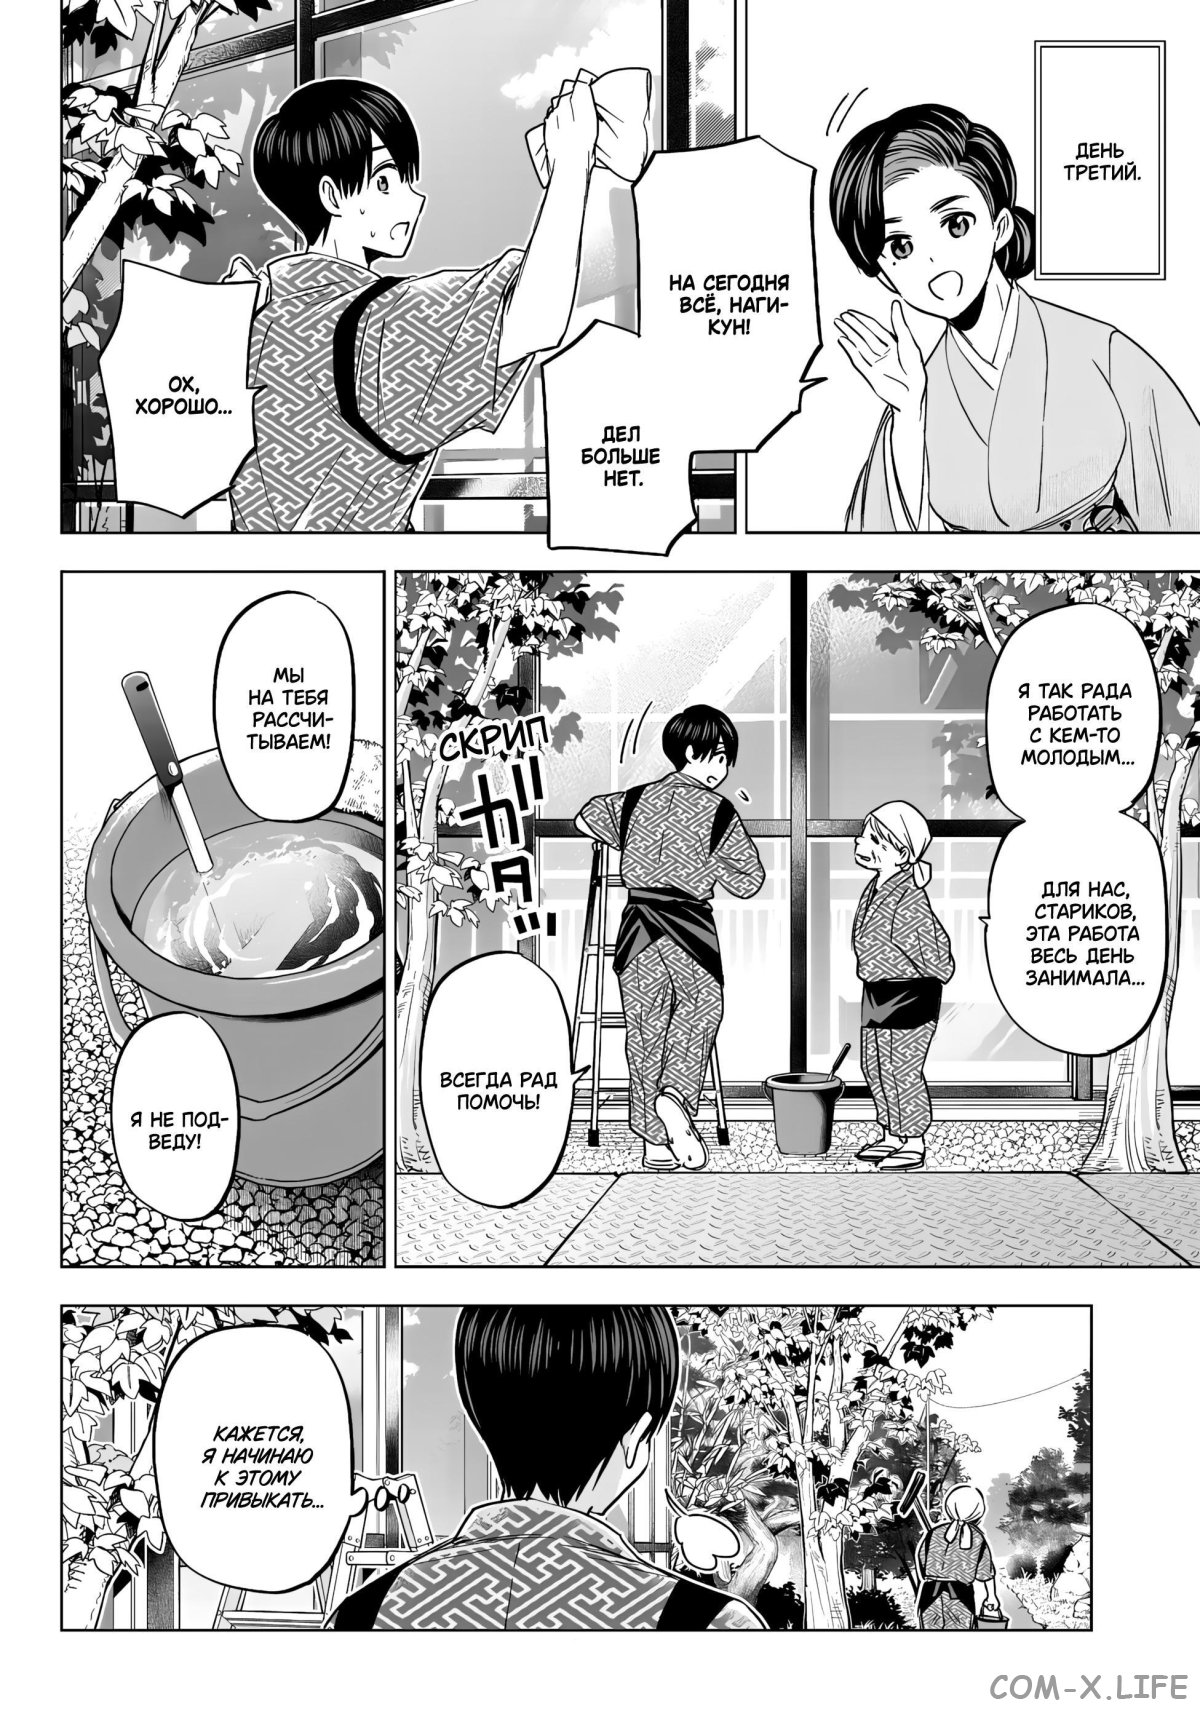 ДЕНЬ
ТРЕТИЙ.
НА СЕГОДНЯ
ВСЁ, НАГИ-
КУН!
ДЕЛ
БОЛЬШЕ
НЕТ.
ОХ,
ХОРОШО...
Я ТАК РАДА
РАБОТАТЬ
С КЕМ-ТО
МОЛОДЫМ...
ДЛЯ НАС,
СТАРИКОВ,
ЭТА РАБОТА
ВЕСЬ ДЕНЬ
ЗАНИМАЛА...
СКРИП
ガタ
ВСЕГДА РАД
ПОМОЧЬ!
МЫ
НА ТЕБЯ
РАССЧИ-
ТЫВАЕМ!
Я НЕ ПОД-
ВЕДУ!
КАЖЕТСЯ,
Я НАЧИНАЮ
К ЭТОМУ
ПРИВЫКАТЬ...
COM-X.LIFE